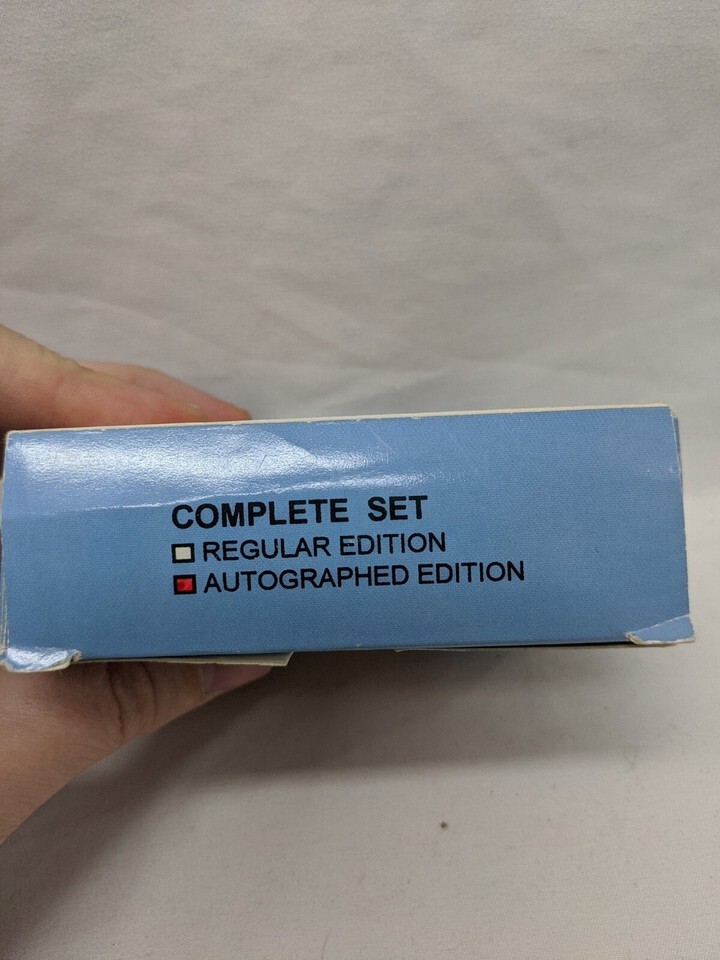 COMPLETE SET
REGULAR EDITION
AUTOGRAPHED EDITION